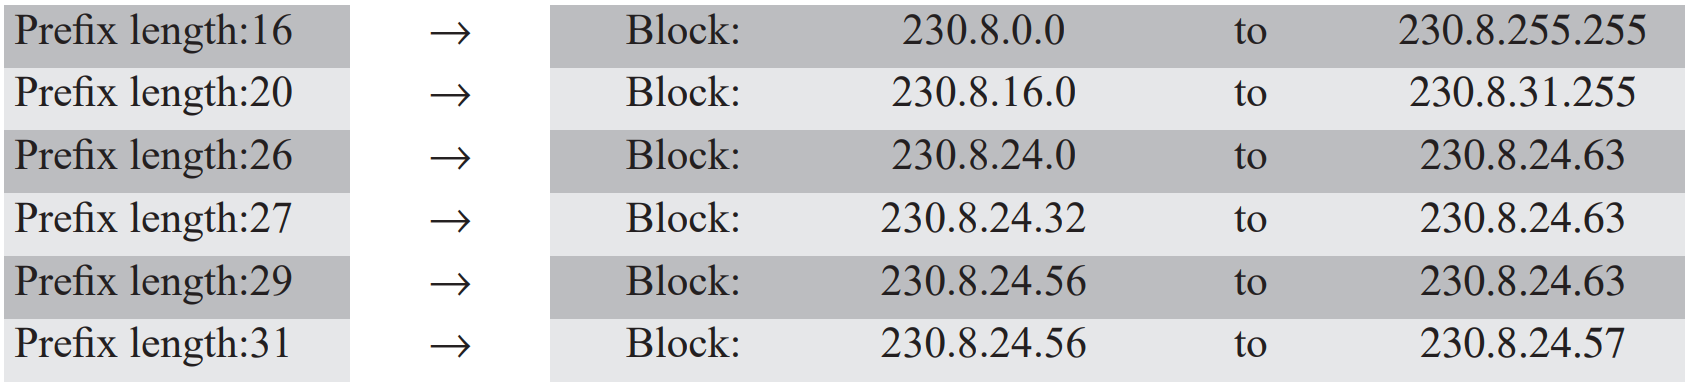 Prefix length:16 → Block: 230.8.0.0 to 230.8.255.255
Prefix length:20 → Block: 230.8.16.0 to 230.8.31.255
Prefix length:26 → Block: 230.8.24.0 to 230.8.24.63
Prefix length:27 → Block: 230.8.24.32 to 230.8.24.63
Prefix length:29 → Block: 230.8.24.56 to 230.8.24.63
Prefix length:31 → Block: 230.8.24.56 to 230.8.24.57